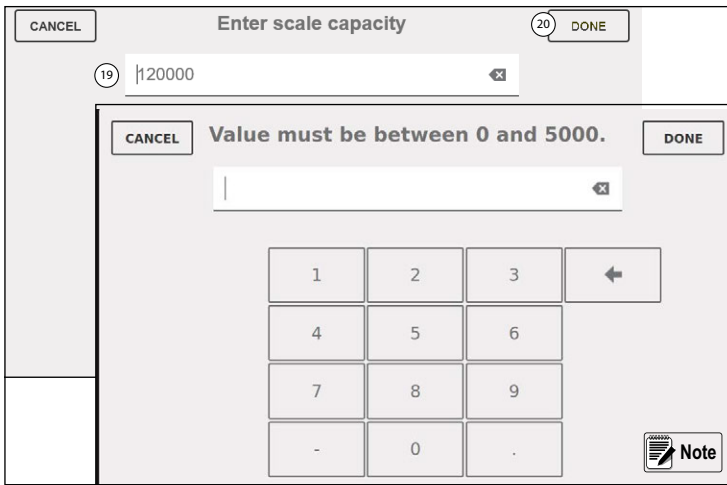 CANCEL Enter scale capacity 20 DONE
19 120000
CANCEL Value must be between 0 and 5000. DONE
1 2 3
4 5 6
7 8 9
- 0 .
Note